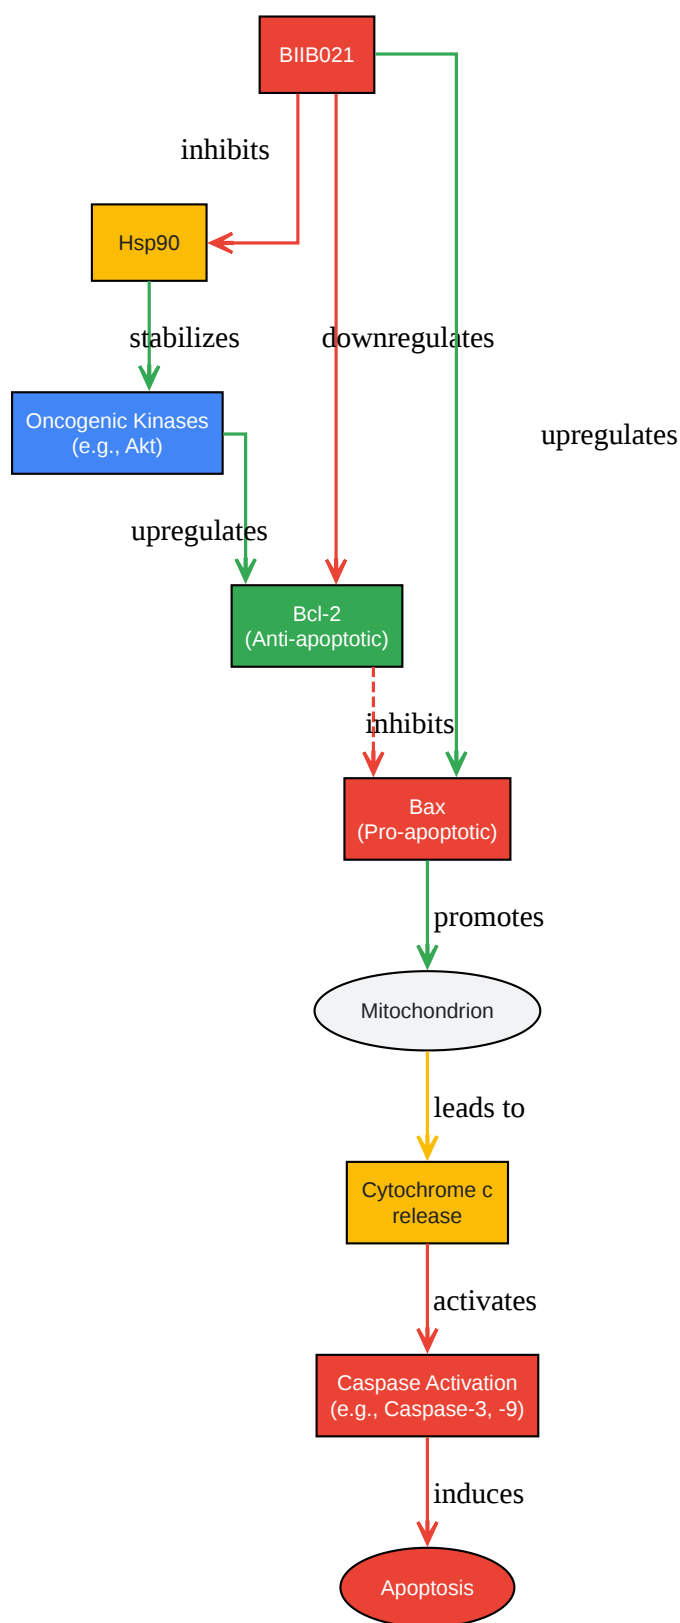 BIIB021
inhibits
Hsp90
stabilizes
downregulates
Oncogenic Kinases
(e.g., Akt)
upregulates
upregulates
Bcl-2
(Anti-apoptotic)
inhibits
Bax
(Pro-apoptotic)
promotes
Mitochondrion
leads to
Cytochrome c
release
activates
Caspase Activation
(e.g., Caspase-3, -9)
induces
Apoptosis